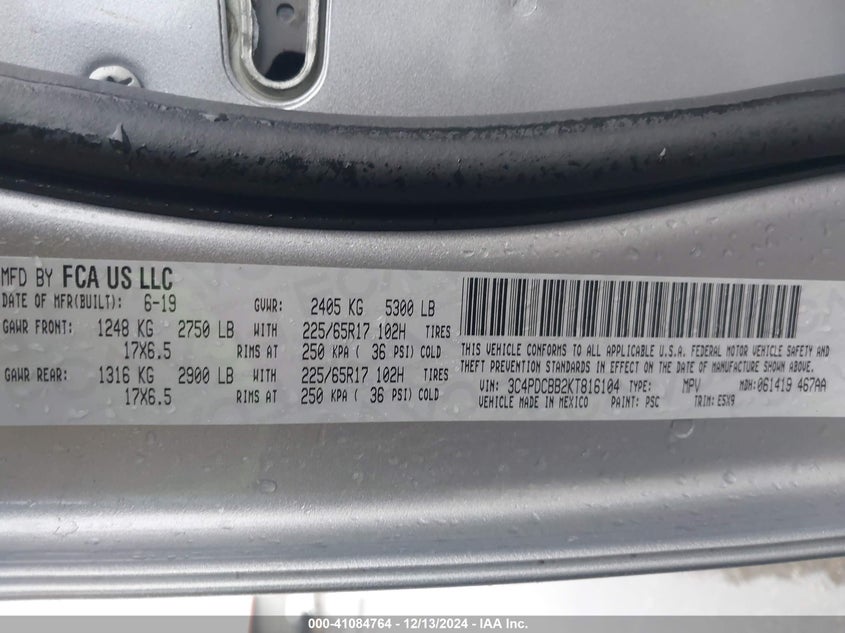 MFD BY FCA US LLC
DATE OF MFR(BUILT): 6-19 GVWR: 2405 KG 5300 LB
GAWR FRONT: 1248 KG 2750 LB WITH 225/65R17 102H TIRES
17X6.5 RIMS AT 250 KPA ( 36 PSI) COLD
GAWR REAR: 1316 KG 2900 LB WITH 225/65R17 102H TIRES
17X6.5 RIMS AT 250 KPA ( 36 PSI) COLD
THIS VEHICLE CONFORMS TO ALL APPLICABLE U.S.A. FEDERAL MOTOR VEHICLE SAFETY AND
THEFT PREVENTION STANDARDS IN EFFECT ON THE DATE OF MANUFACTURE SHOWN ABOVE.
VIN: 3C4PDCBB2KT816104 TYPE: MPV MDH:061419 467AA
VEHICLE MADE IN MEXICO PAINT: PSC TRIM: E5X9
000-41084764 - 12/13/2024 - IAA Inc.